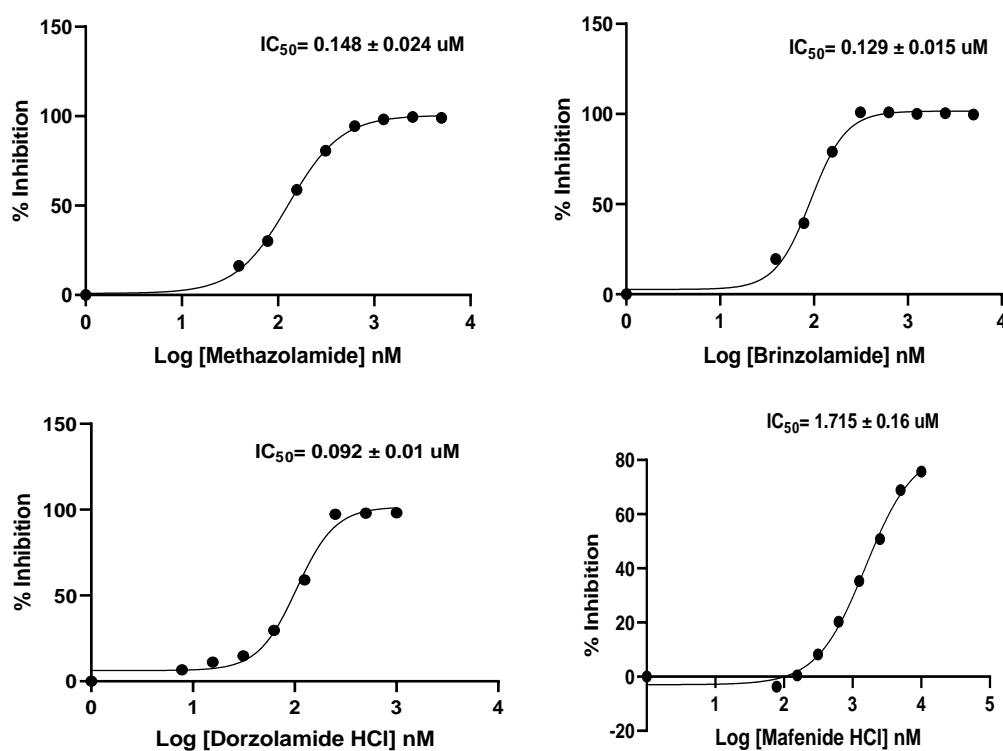 IC50= 0.148 ± 0.024 uM
150
100
50
0
% Inhibition
0 1 2 3 4
Log [Methazolamide] nM
IC50= 0.129 ± 0.015 uM
150
100
50
0
% Inhibition
0 1 2 3 4
Log [Brinzolamide] nM
IC50= 0.092 ± 0.01 uM
150
100
50
0
% Inhibition
0 1 2 3 4
Log [Dorzolamide HCl] nM
IC50= 1.715 ± 0.16 uM
80
60
40
20
0
-20
% Inhibition
1 2 3 4 5
Log [Mafenide HCl] nM